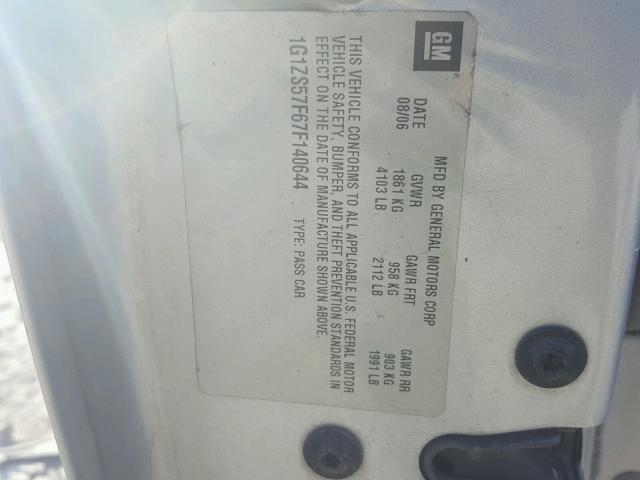 GM
®
MFD BY GENERAL MOTORS CORP
DATE GVWR GAWR FRT GAWR RR
08/06 1861 KG 958 KG 903 KG
4103 LB 2112 LB 1991 LB
THIS VEHICLE CONFORMS TO ALL APPLICABLE U.S. FEDERAL MOTOR
VEHICLE SAFETY, BUMPER, AND THEFT PREVENTION STANDARDS IN
EFFECT ON THE DATE OF MANUFACTURE SHOWN ABOVE.
1G1ZS57F67F140644 TYPE: PASS CAR